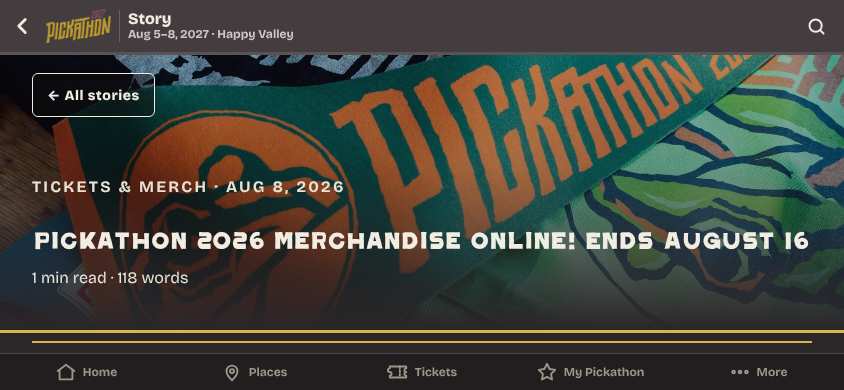 PICKATHON
Story
Aug 5–8, 2027 · Happy Valley
← All stories
PICKATHON
TICKETS & MERCH · AUG 8, 2026
PICKATHON 2026 MERCHANDISE ONLINE! ENDS AUGUST 16
1 min read · 118 words
Home
Places
Tickets
My Pickathon
More